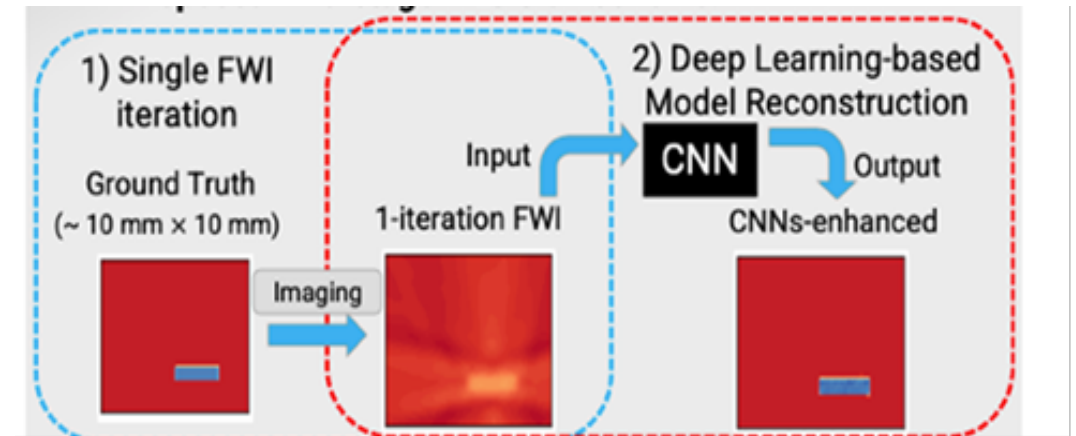 1) Single FWI
iteration
2) Deep Learning-based
Model Reconstruction
Ground Truth
(~ 10 mm × 10 mm)
Input
CNN
Output
1-iteration FWI
CNNs-enhanced
Imaging